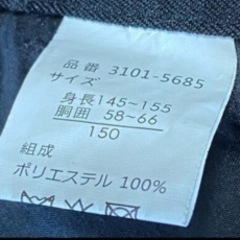 品番 3101-5685
サイズ
身長145~155
胴囲 58~66
150
組成
ポリエステル 100%